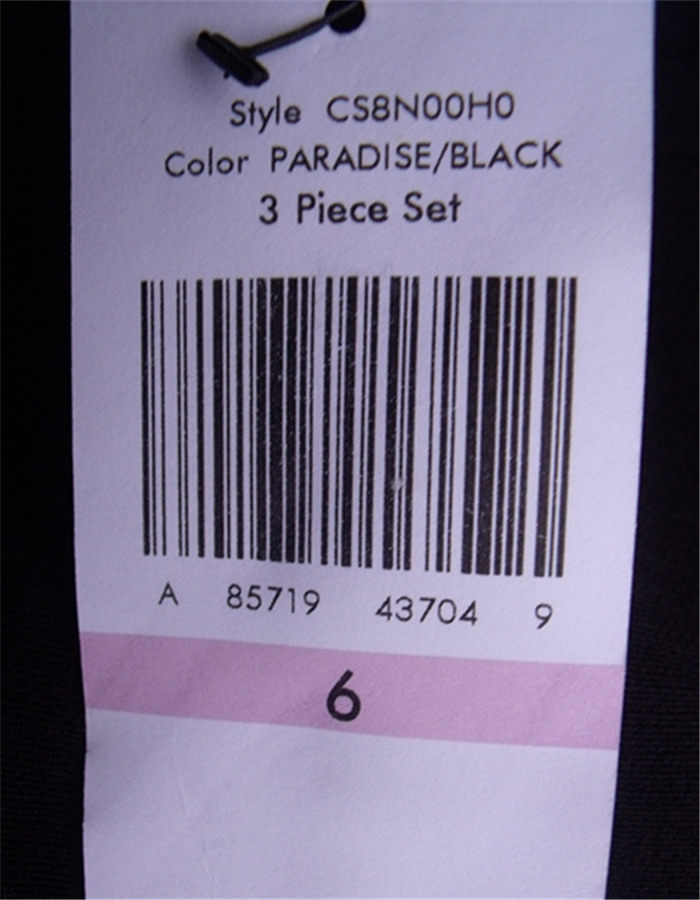 Style CS8N00H0
Color PARADISE/BLACK
3 Piece Set
A 85719 43704 9
6